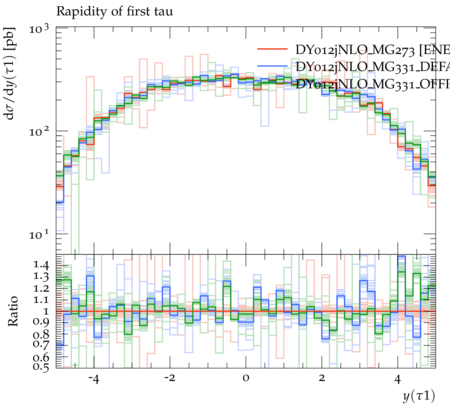 Rapidity of first tau
dσ/dy(τ1) [pb]
10³
10²
10¹
DY012jNLO_MG273 [ENE
DY012jNLO_MG331_DEFA
DY012jNLO_MG331_OFFI
Ratio
1.4
1.3
1.2
1.1
1
0.9
0.8
0.7
0.6
0.5
-4 -2 0 2 4
y(τ1)